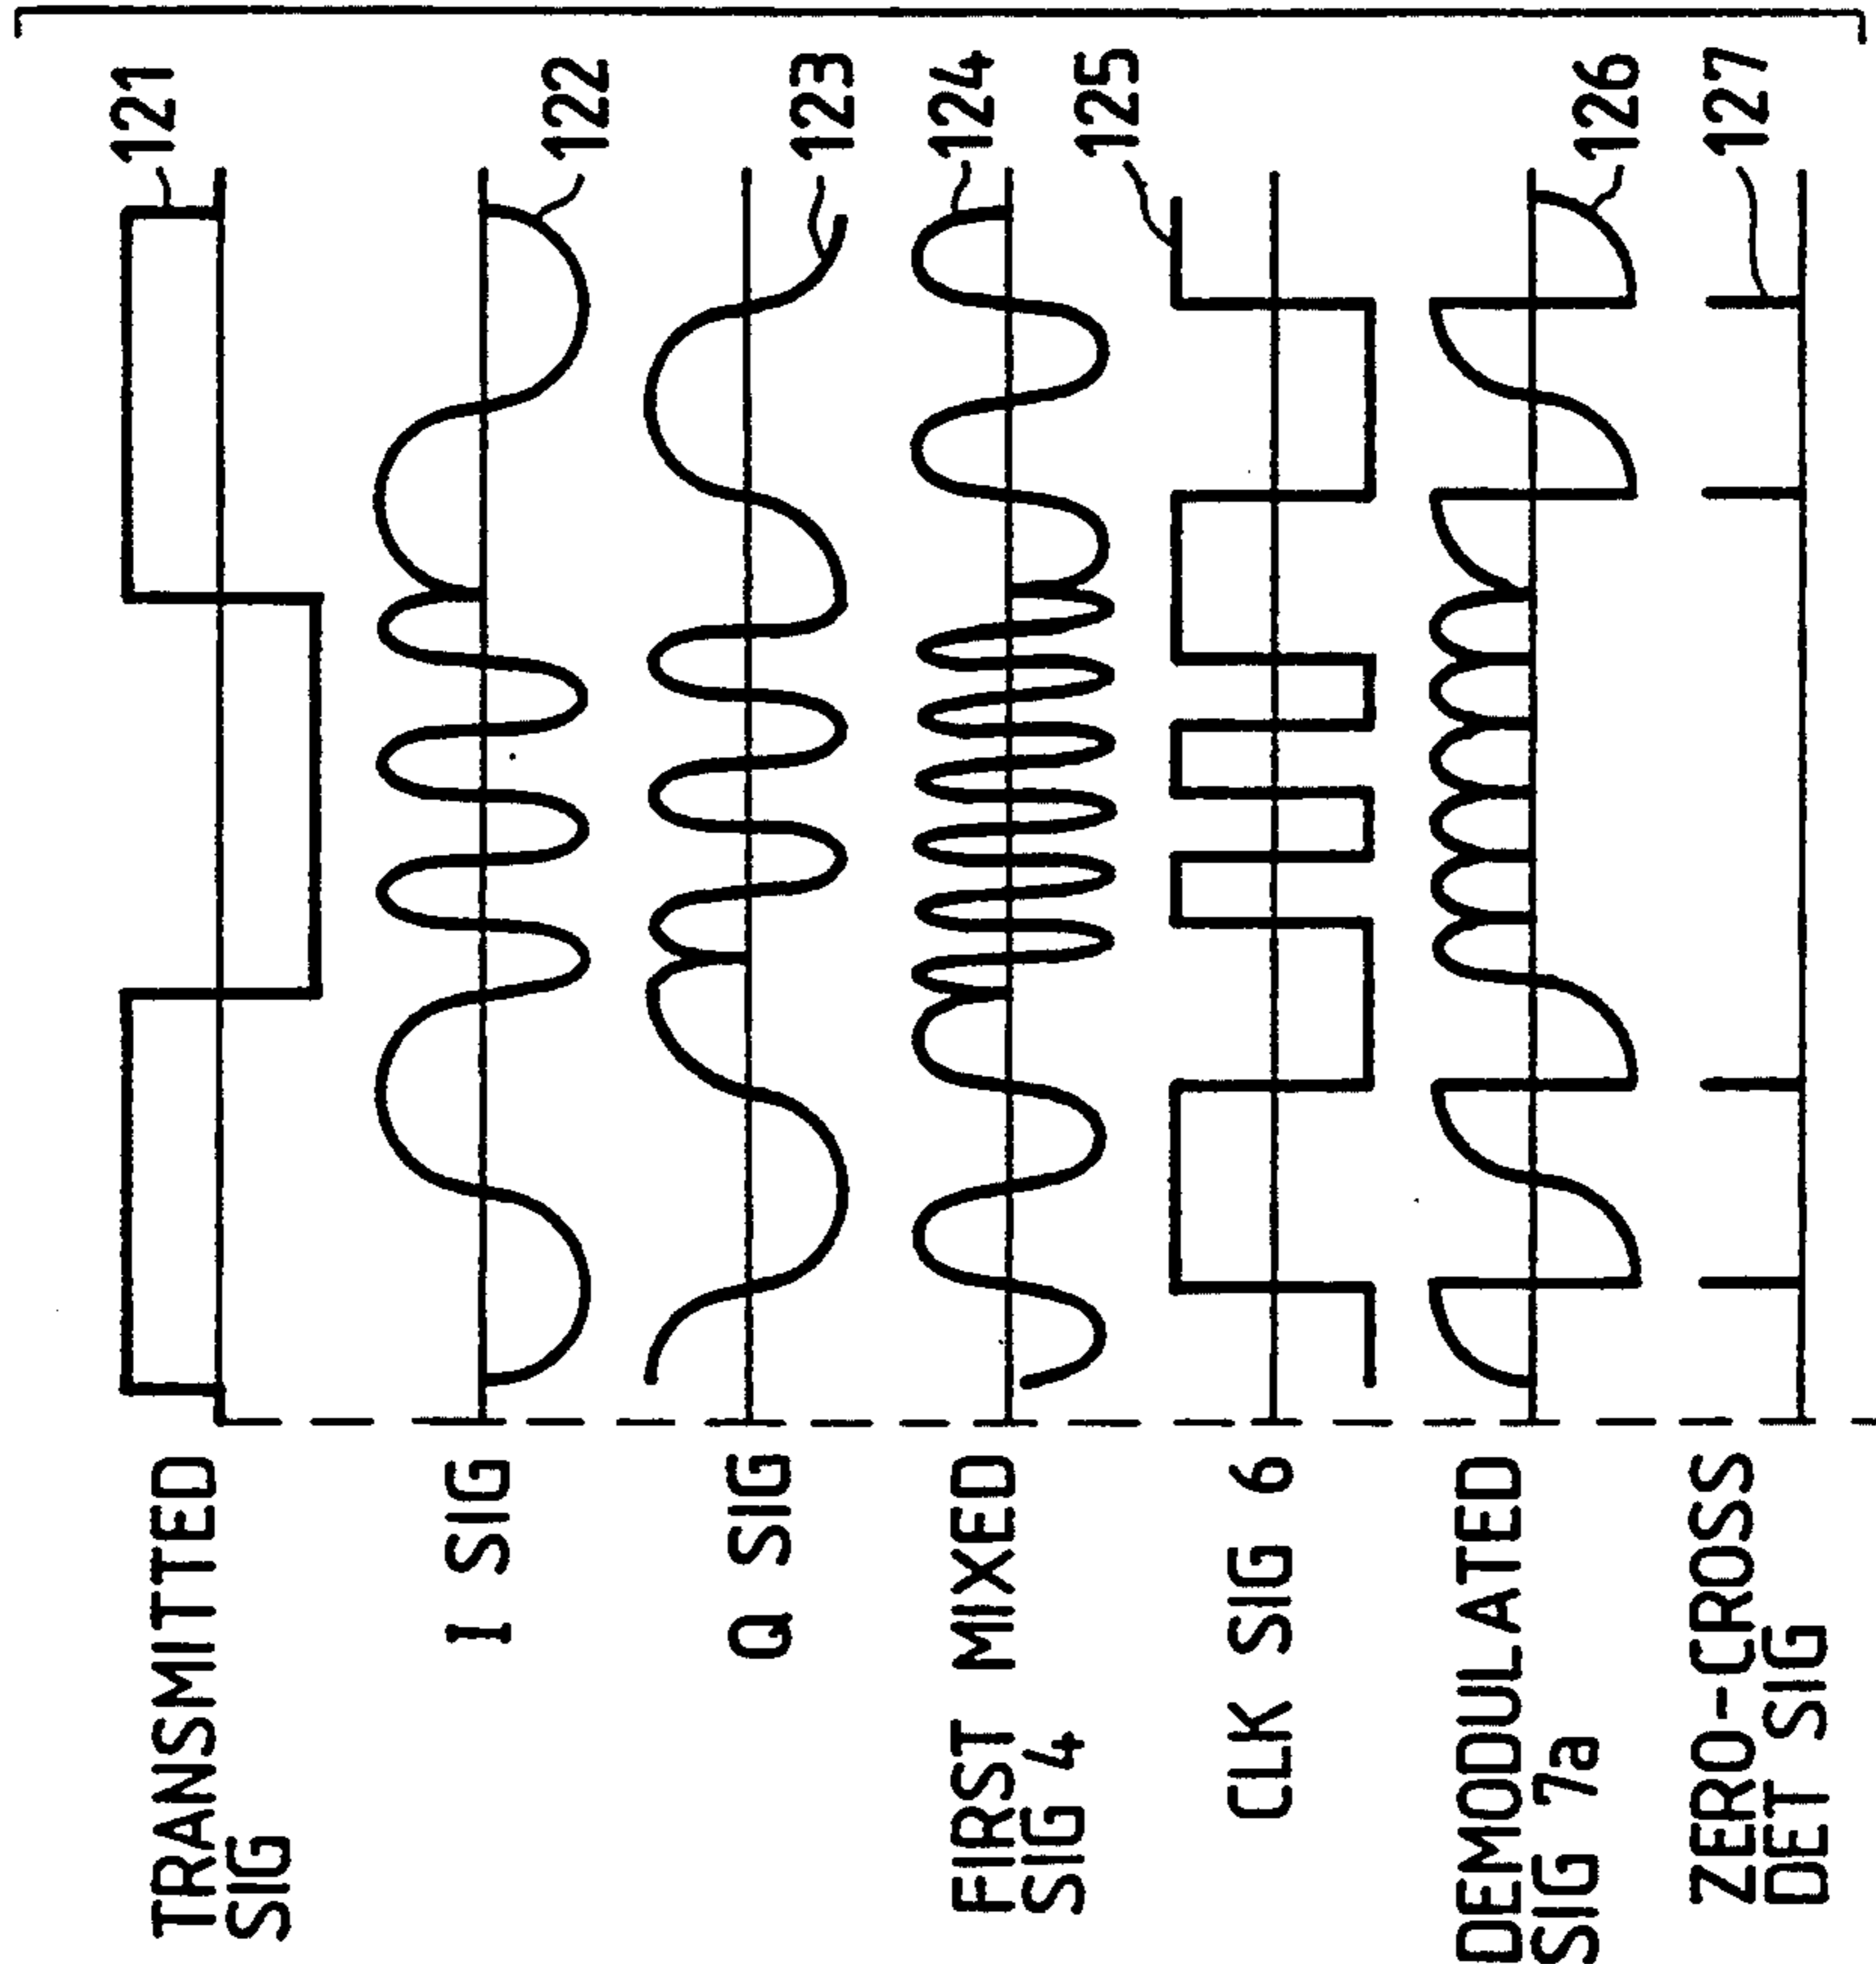 TRANSMITTED
SIG
121
I SIG
122
Q SIG
123
FIRST MIXED
SIG 4
124
CLK SIG 6
125
DEMODULATED
SIG 7a
126
ZERO-CROSS
DET SIG
127